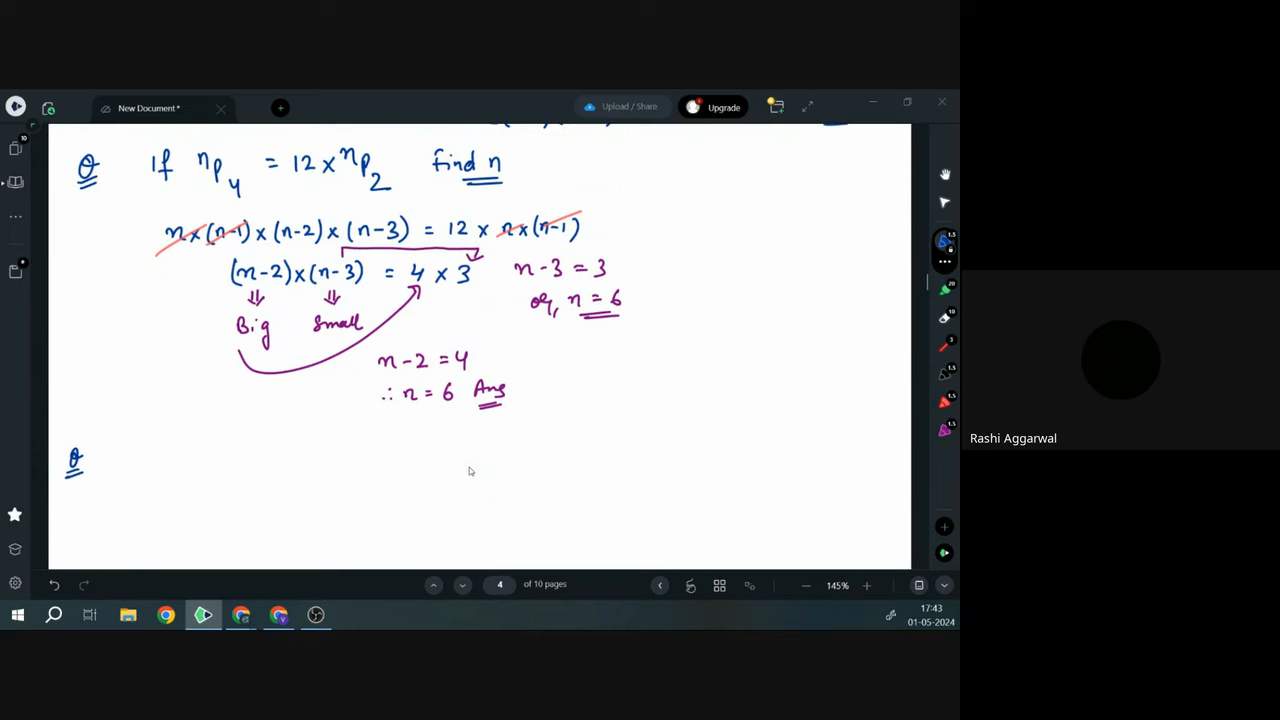 New Document*
Upload / Share
Upgrade
Q If ⁿP₄ = 12 × ⁿP₂ find n
n × (n-1) × (n-2) × (n-3) = 12 × n × (n-1)
(n-2) × (n-3) = 4 × 3
n - 3 = 3
or, n = 6
Big Small
n - 2 = 4
∴ n = 6 Ans
Q
Rashi Aggarwal
4 of 10 pages
145%
17:43
01-05-2024